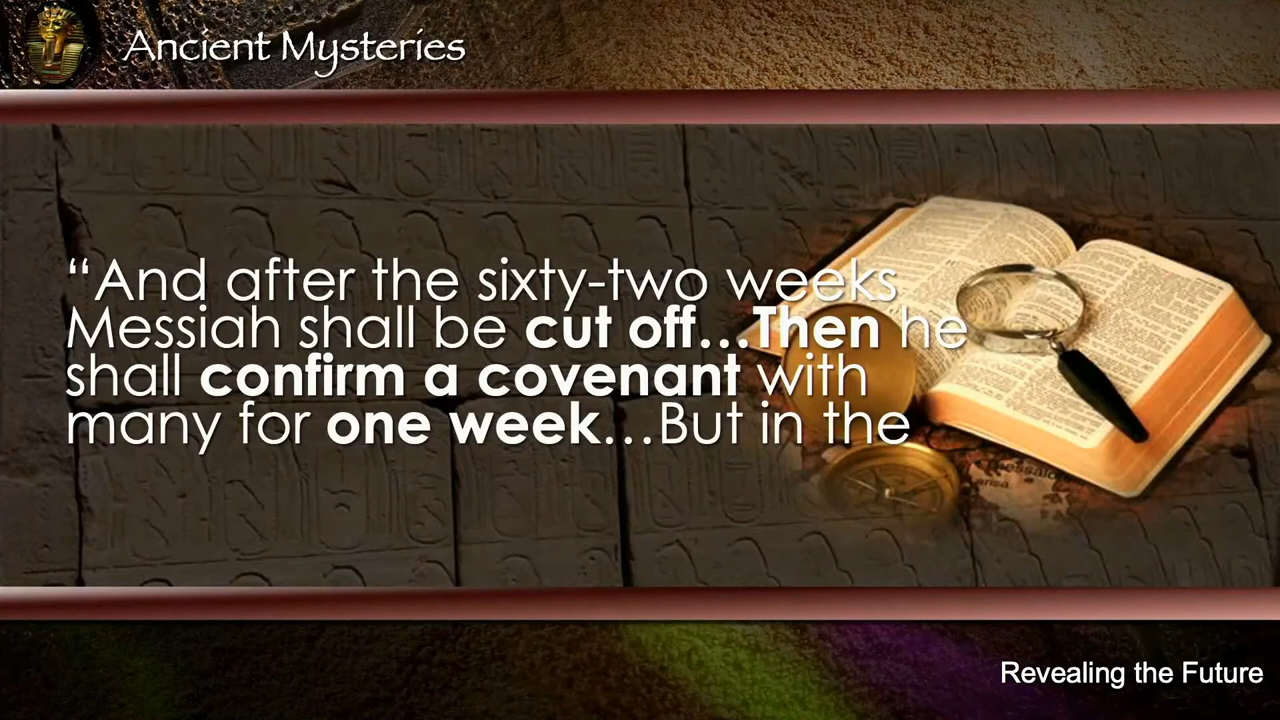 Ancient Mysteries
“And after the sixty-two weeks
Messiah shall be cut off...Then he
shall confirm a covenant with
many for one week...But in the
Revealing the Future